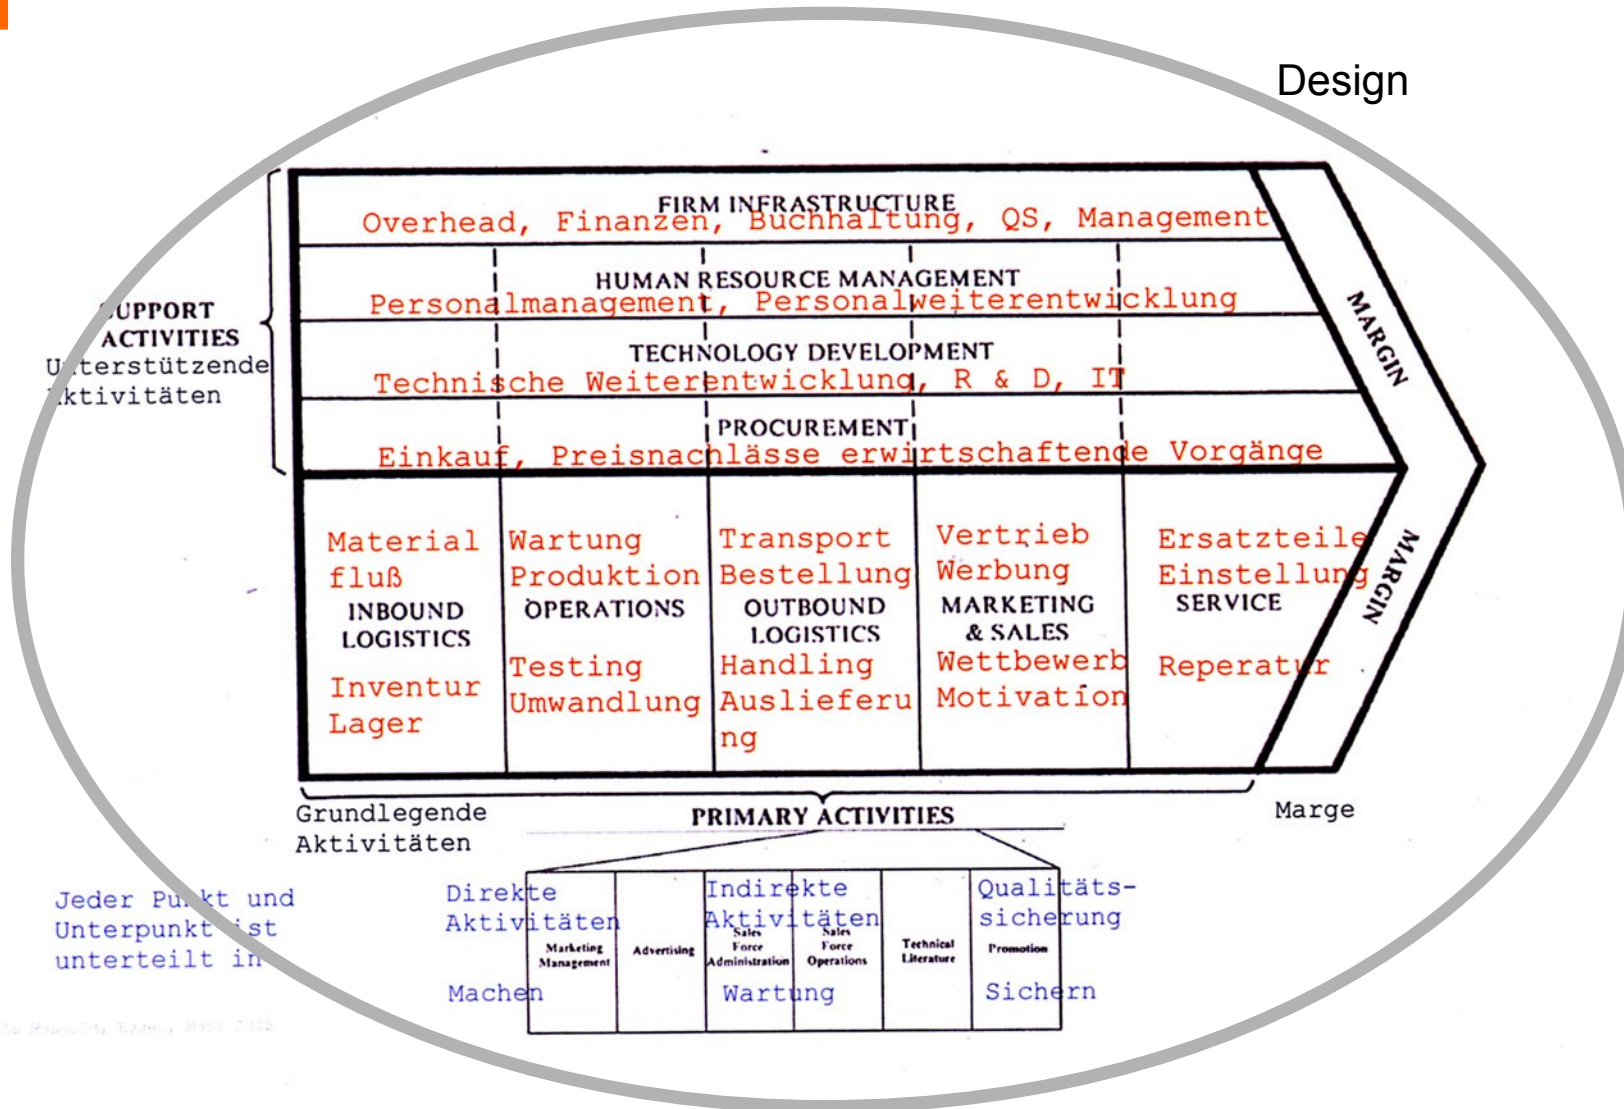 Design
FIRM INFRASTRUCTURE
Overhead, Finanzen, Buchhaltung, QS, Management
HUMAN RESOURCE MANAGEMENT
Personalmanagement, Personalweiterentwicklung
SUPPORT
ACTIVITIES
Unterstützende
Aktivitäten
TECHNOLOGY DEVELOPMENT
Technische Weiterentwicklung, R & D, IT
PROCUREMENT
Einkauf, Preisnachlässe erwirtschaftende Vorgänge
MARGIN
MARGIN
Material
fluß
INBOUND
LOGISTICS
Inventur
Lager
Wartung
Produktion
OPERATIONS
Testing
Umwandlung
Transport
Bestellung
OUTBOUND
LOGISTICS
Handling
Auslieferu
ng
Vertrieb
Werbung
MARKETING
& SALES
Wettbewerb
Motivation
Ersatzteile
Einstellung
SERVICE
Reperatur
Grundlegende
Aktivitäten
PRIMARY ACTIVITIES
Marge
Jeder Punkt und
Unterpunkt ist
unterteilt in
Direkte
Aktivitäten
Machen
Indirekte
Aktivitäten
Wartung
Qualitäts-
sicherung
Sichern
Marketing
Management
Advertising
Sales
Force
Administration
Sales
Force
Operations
Technical
Literature
Promotion